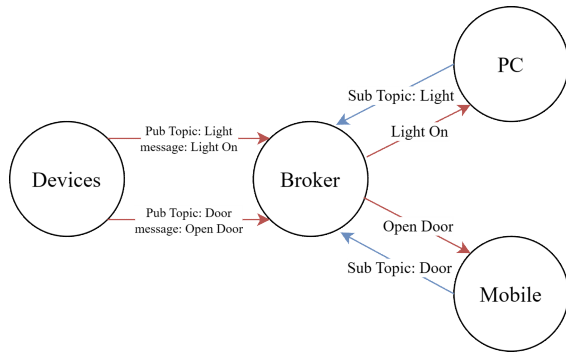 PC
Sub Topic: Light
Pub Topic: Light
message: Light On
Light On
Devices
Broker
Pub Topic: Door
message: Open Door
Open Door
Sub Topic: Door
Mobile